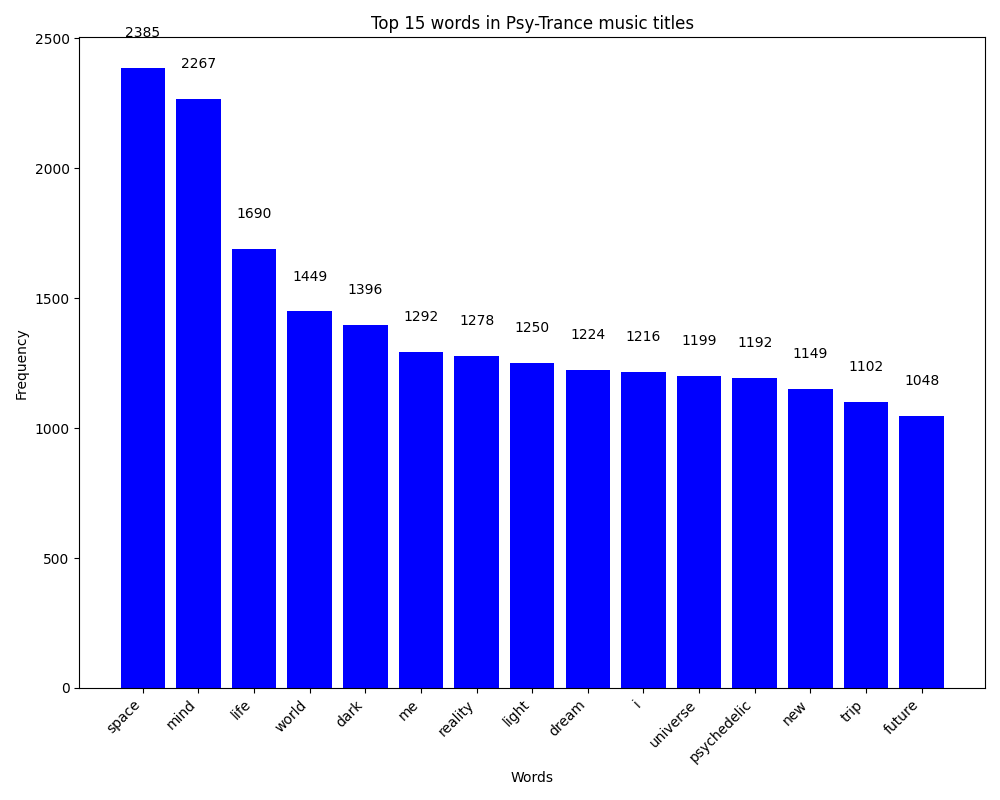 Top 15 words in Psy-Trance music titles
2385
2267
1690
1449
1396
1292
1278
1250
1224
1216
1199
1192
1149
1102
1048
2500
2000
1500
1000
500
0
Frequency
space
mind
life
world
dark
me
reality
light
dream
i
universe
psychedelic
new
trip
future
Words